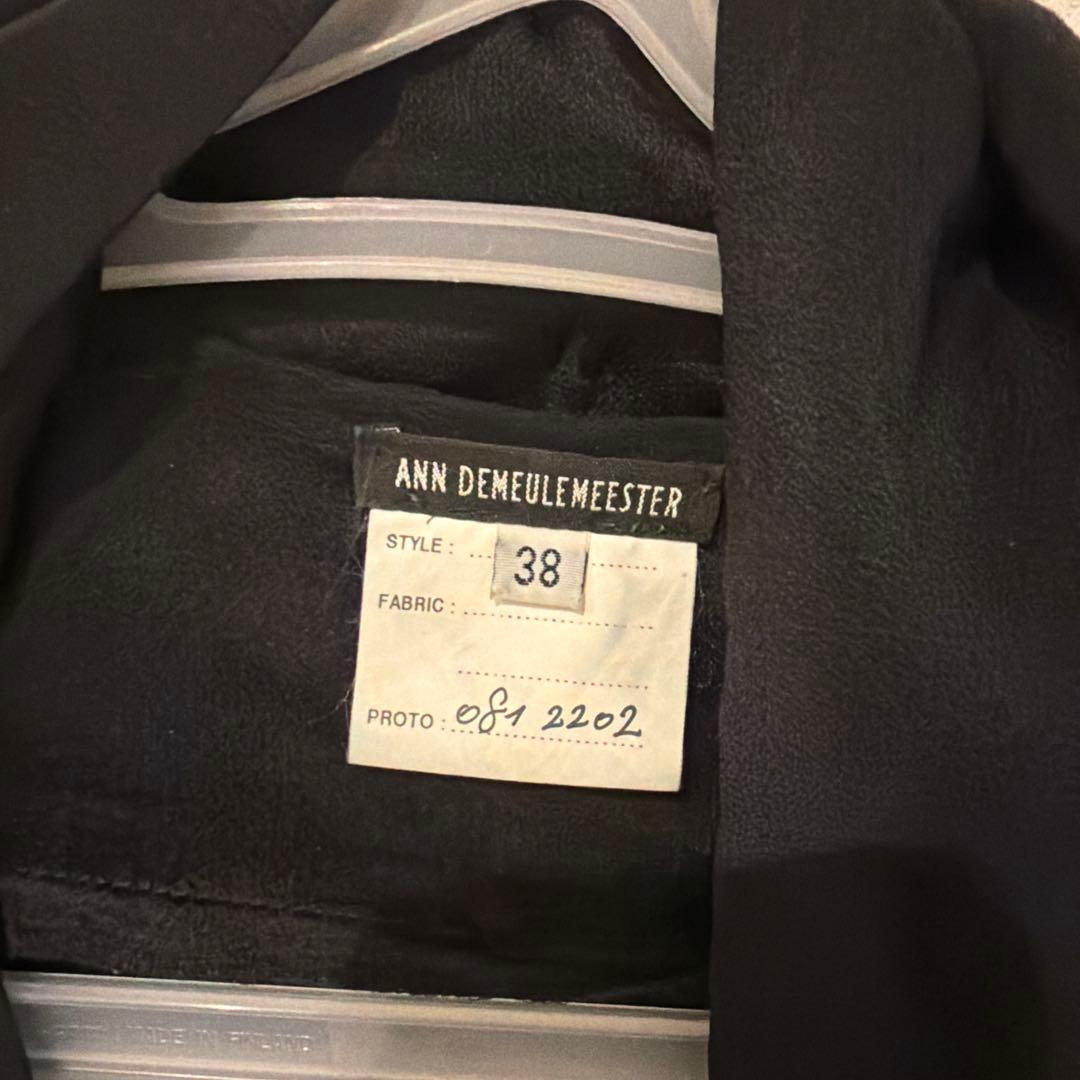 ANN DEMEULEMEESTER
STYLE : 38
FABRIC :
PROTO : 081 2202
MADE IN FINLAND